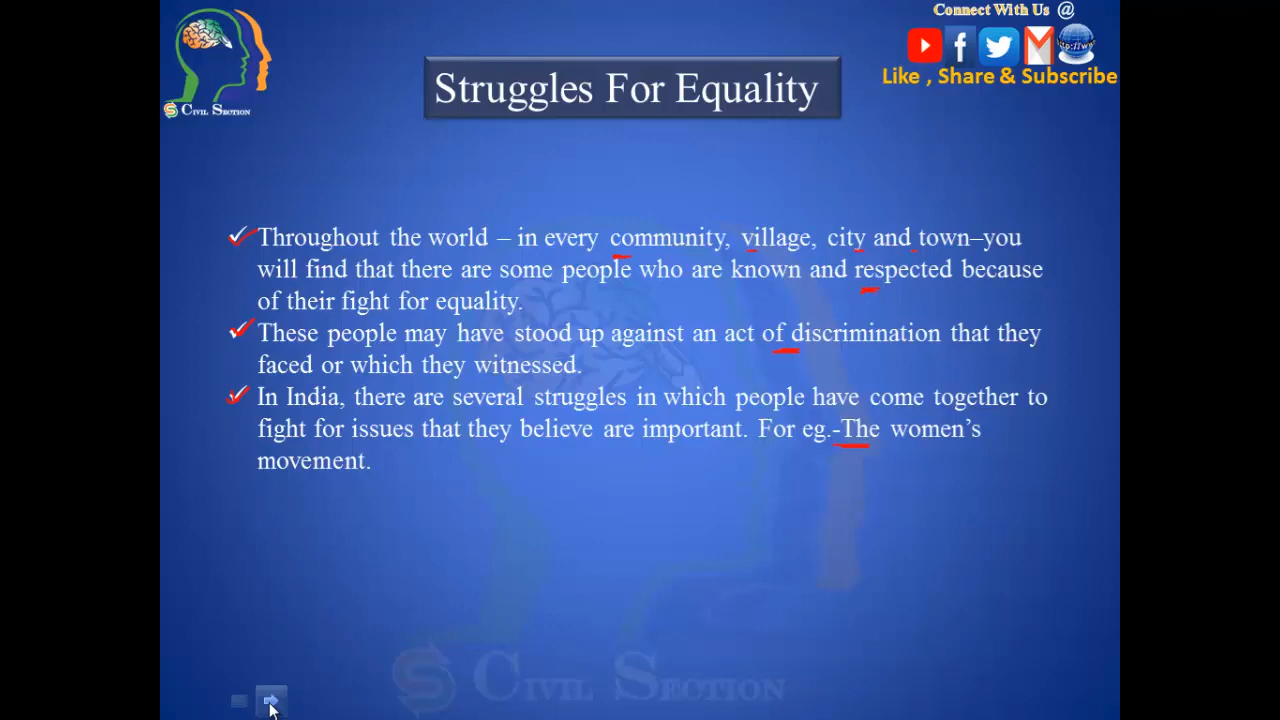 Connect With Us @
http://ww
Like , Share & Subscribe
CIVIL SECTION
Struggles For Equality
Throughout the world – in every community, village, city and town–you
will find that there are some people who are known and respected because
of their fight for equality.
These people may have stood up against an act of discrimination that they
faced or which they witnessed.
In India, there are several struggles in which people have come together to
fight for issues that they believe are important. For eg.-The women’s
movement.
CIVIL SECTION